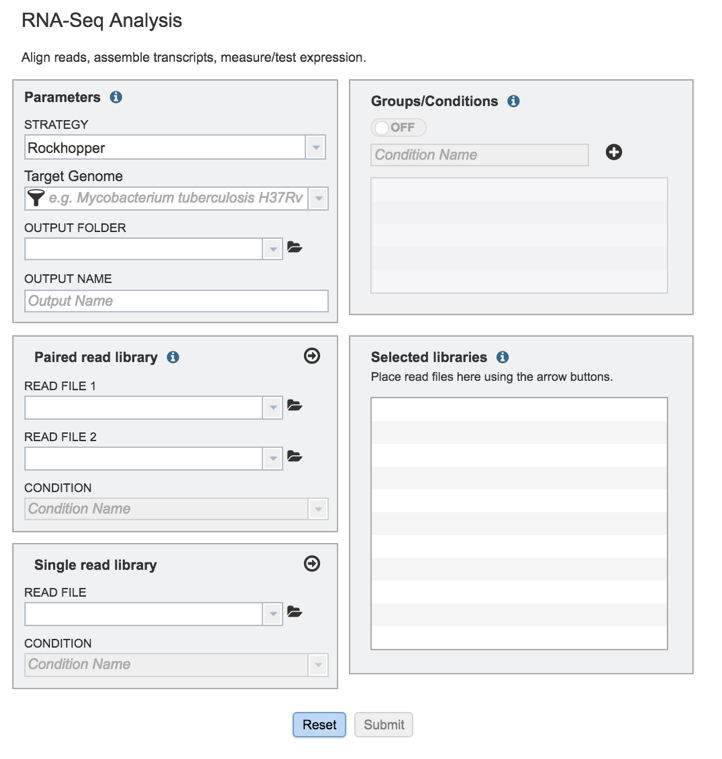 RNA-Seq Analysis
Align reads, assemble transcripts, measure/test expression.
Parameters
STRATEGY
Rockhopper
Target Genome
e.g. Mycobacterium tuberculosis H37Rv
OUTPUT FOLDER
OUTPUT NAME
Output Name
Groups/Conditions
OFF
Condition Name
Paired read library
READ FILE 1
READ FILE 2
CONDITION
Condition Name
Single read library
READ FILE
CONDITION
Condition Name
Selected libraries
Place read files here using the arrow buttons.
Reset
Submit